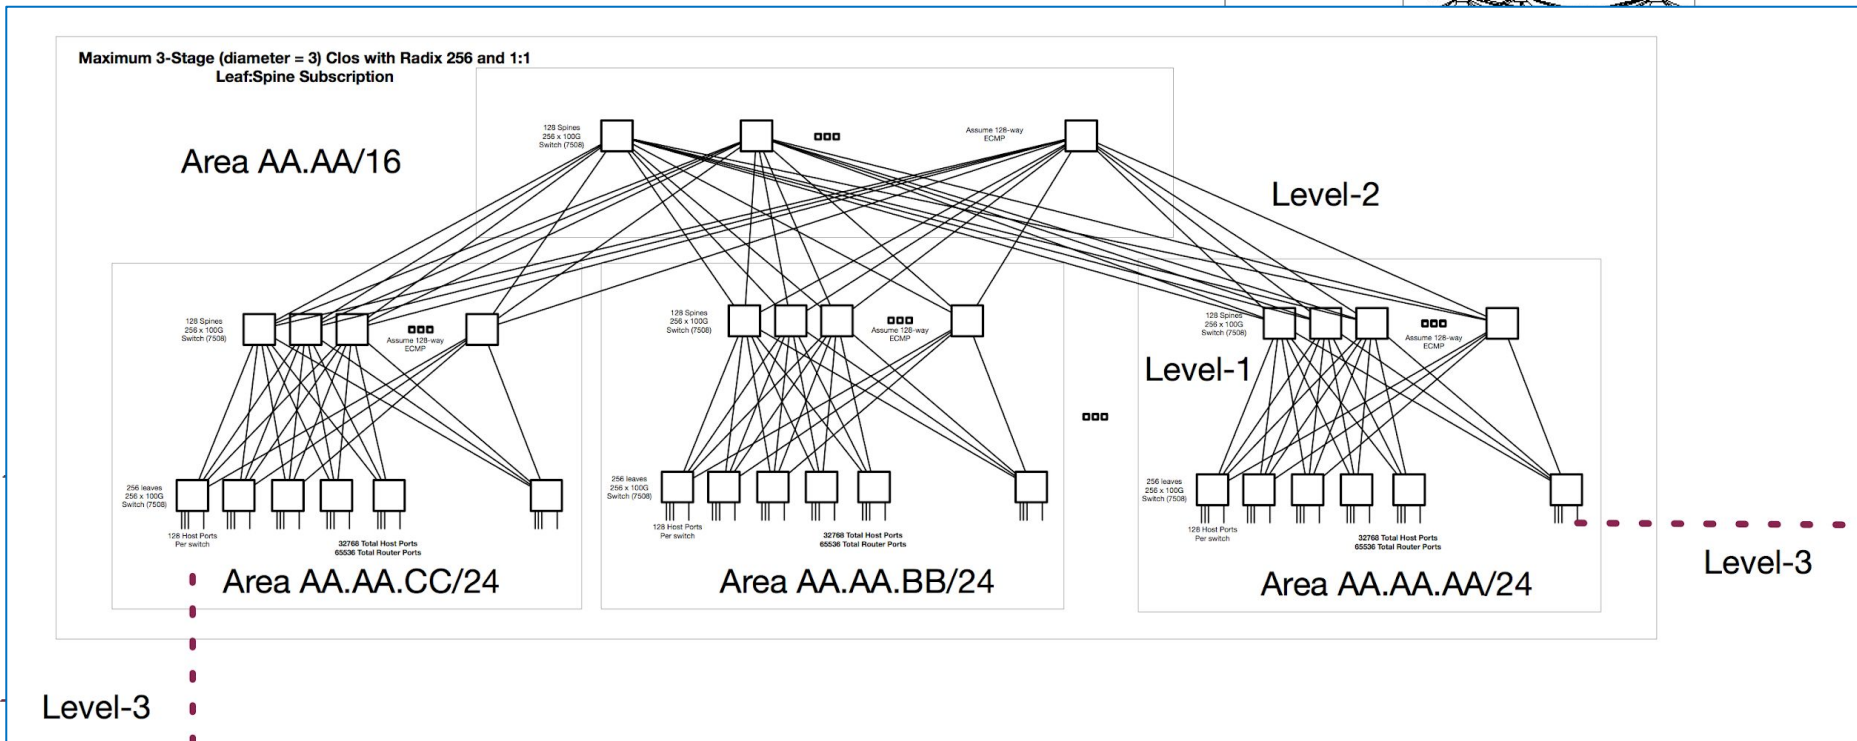 Maximum 3-Stage (diameter = 3) Clos with Radix 256 and 1:1
Leaf:Spine Subscription
Area AA.AA/16
128 Spines
256 x 100G
Switch (7508)
Assume 128-way
ECMP
Level-2
128 Spines
256 x 100G
Switch (7508)
Assume 128-way
ECMP
128 Spines
256 x 100G
Switch (7508)
Assume 128-way
ECMP
128 Spines
256 x 100G
Switch (7508)
Assume 128-way
ECMP
Level-1
256 leaves
256 x 100G
Switch (7508)
128 Host Ports
Per switch
32768 Total Host Ports
65536 Total Router Ports
Area AA.AA.CC/24
256 leaves
256 x 100G
Switch (7508)
128 Host Ports
Per switch
32768 Total Host Ports
65536 Total Router Ports
Area AA.AA.BB/24
256 leaves
256 x 100G
Switch (7508)
128 Host Ports
Per switch
32768 Total Host Ports
65536 Total Router Ports
Area AA.AA.AA/24
Level-3
Level-3